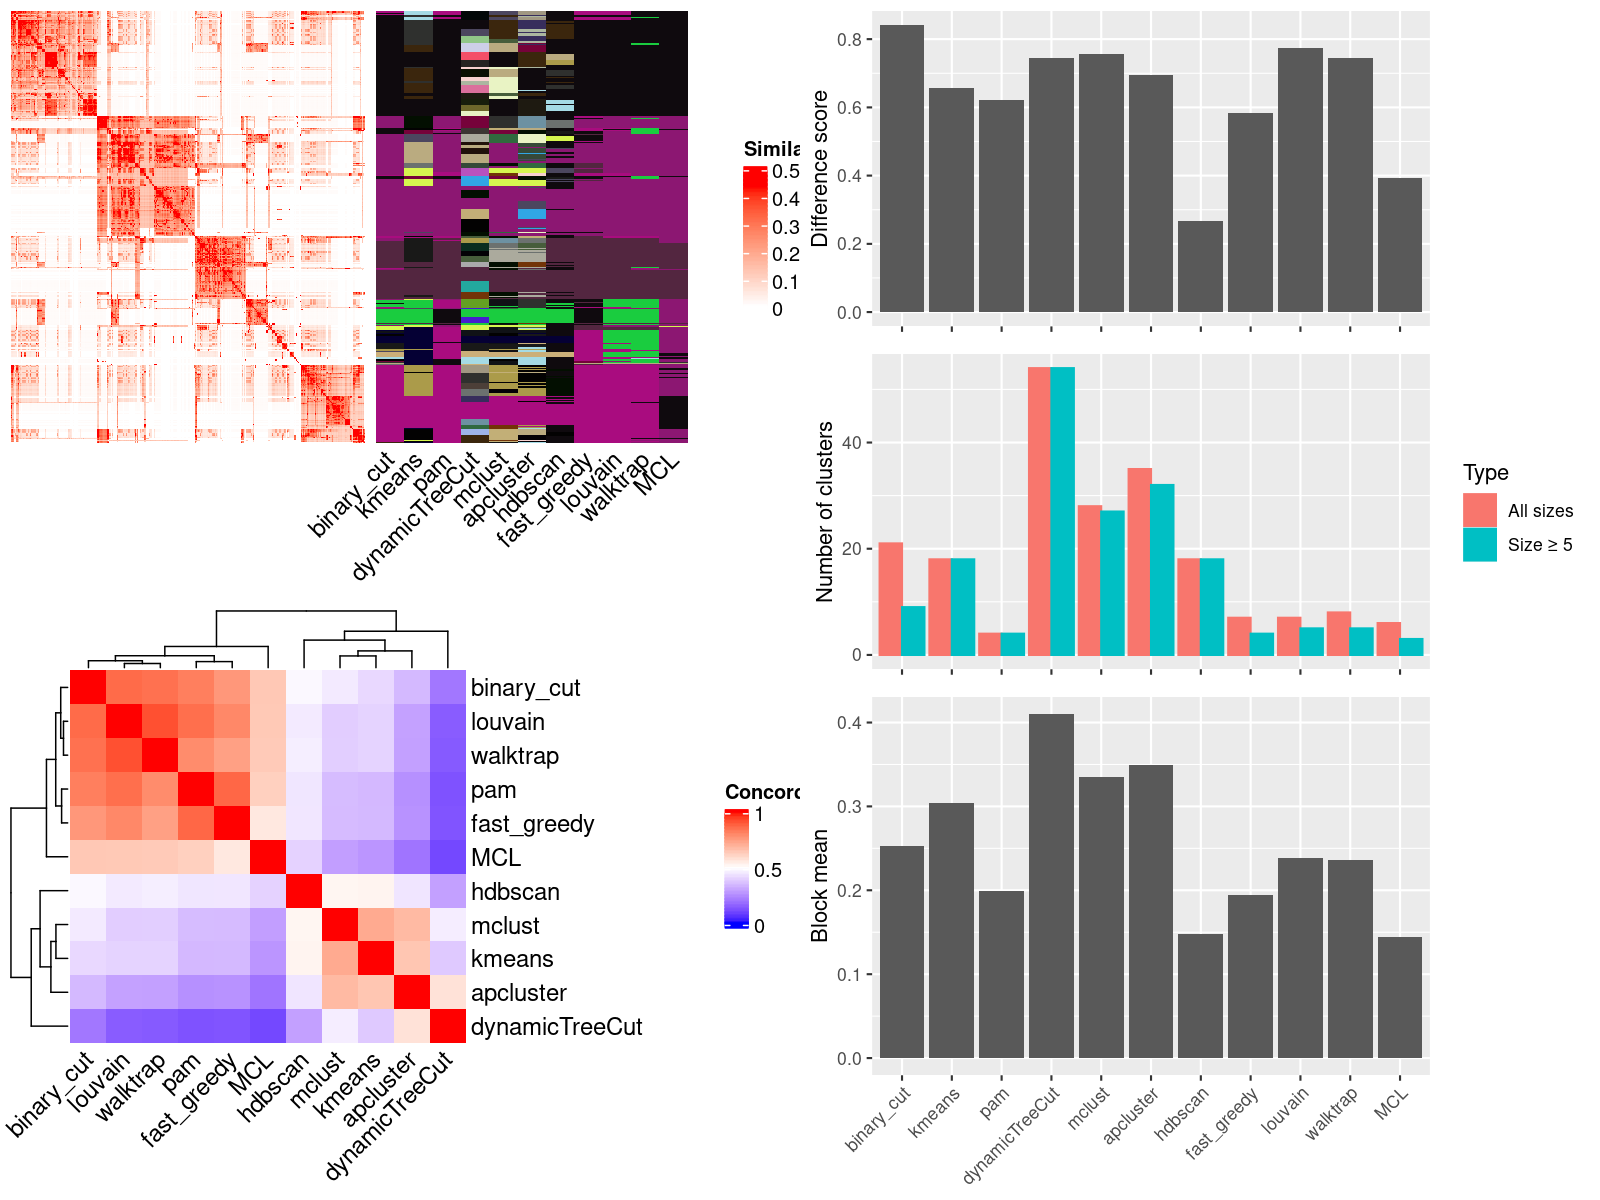 Simila
0.5
0.4
0.3
0.2
0.1
0
binary_cut
kmeans
pam
dynamicTreeCut
mclust
apcluster
hdbscan
fast_greedy
louvain
walktrap
MCL
binary_cut
louvain
walktrap
pam
fast_greedy
MCL
hdbscan
mclust
kmeans
apcluster
dynamicTreeCut
binary_cut
louvain
walktrap
pam
fast_greedy
MCL
hdbscan
mclust
kmeans
apcluster
dynamicTreeCut
Concord
1
0.5
0
Difference score
0.8
0.6
0.4
0.2
0.0
Number of clusters
40
20
0
Type
All sizes
Size ≥ 5
Block mean
0.4
0.3
0.2
0.1
0.0
binary_cut
kmeans
pam
dynamicTreeCut
mclust
apcluster
hdbscan
fast_greedy
louvain
walktrap
MCL